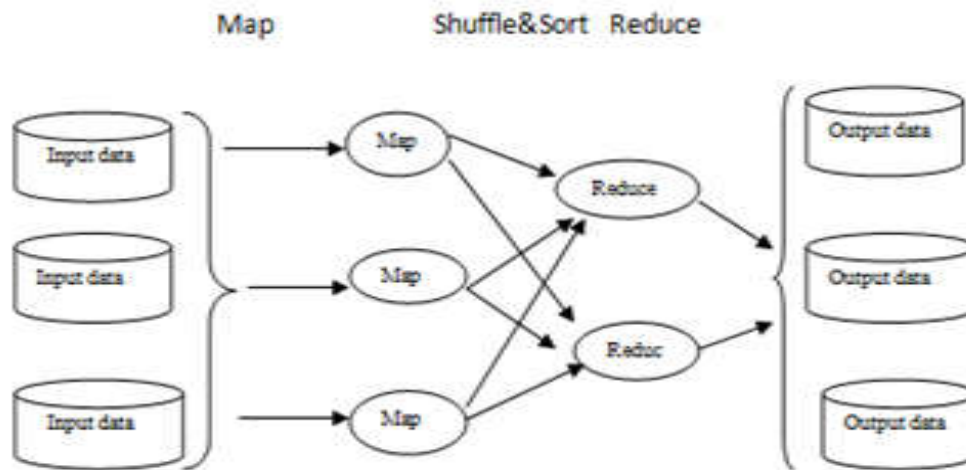 Map Shuffle&Sort Reduce
Input data
Map
Output data
Reduce
Input data
Map
Output data
Reduc
Input data
Map
Output data